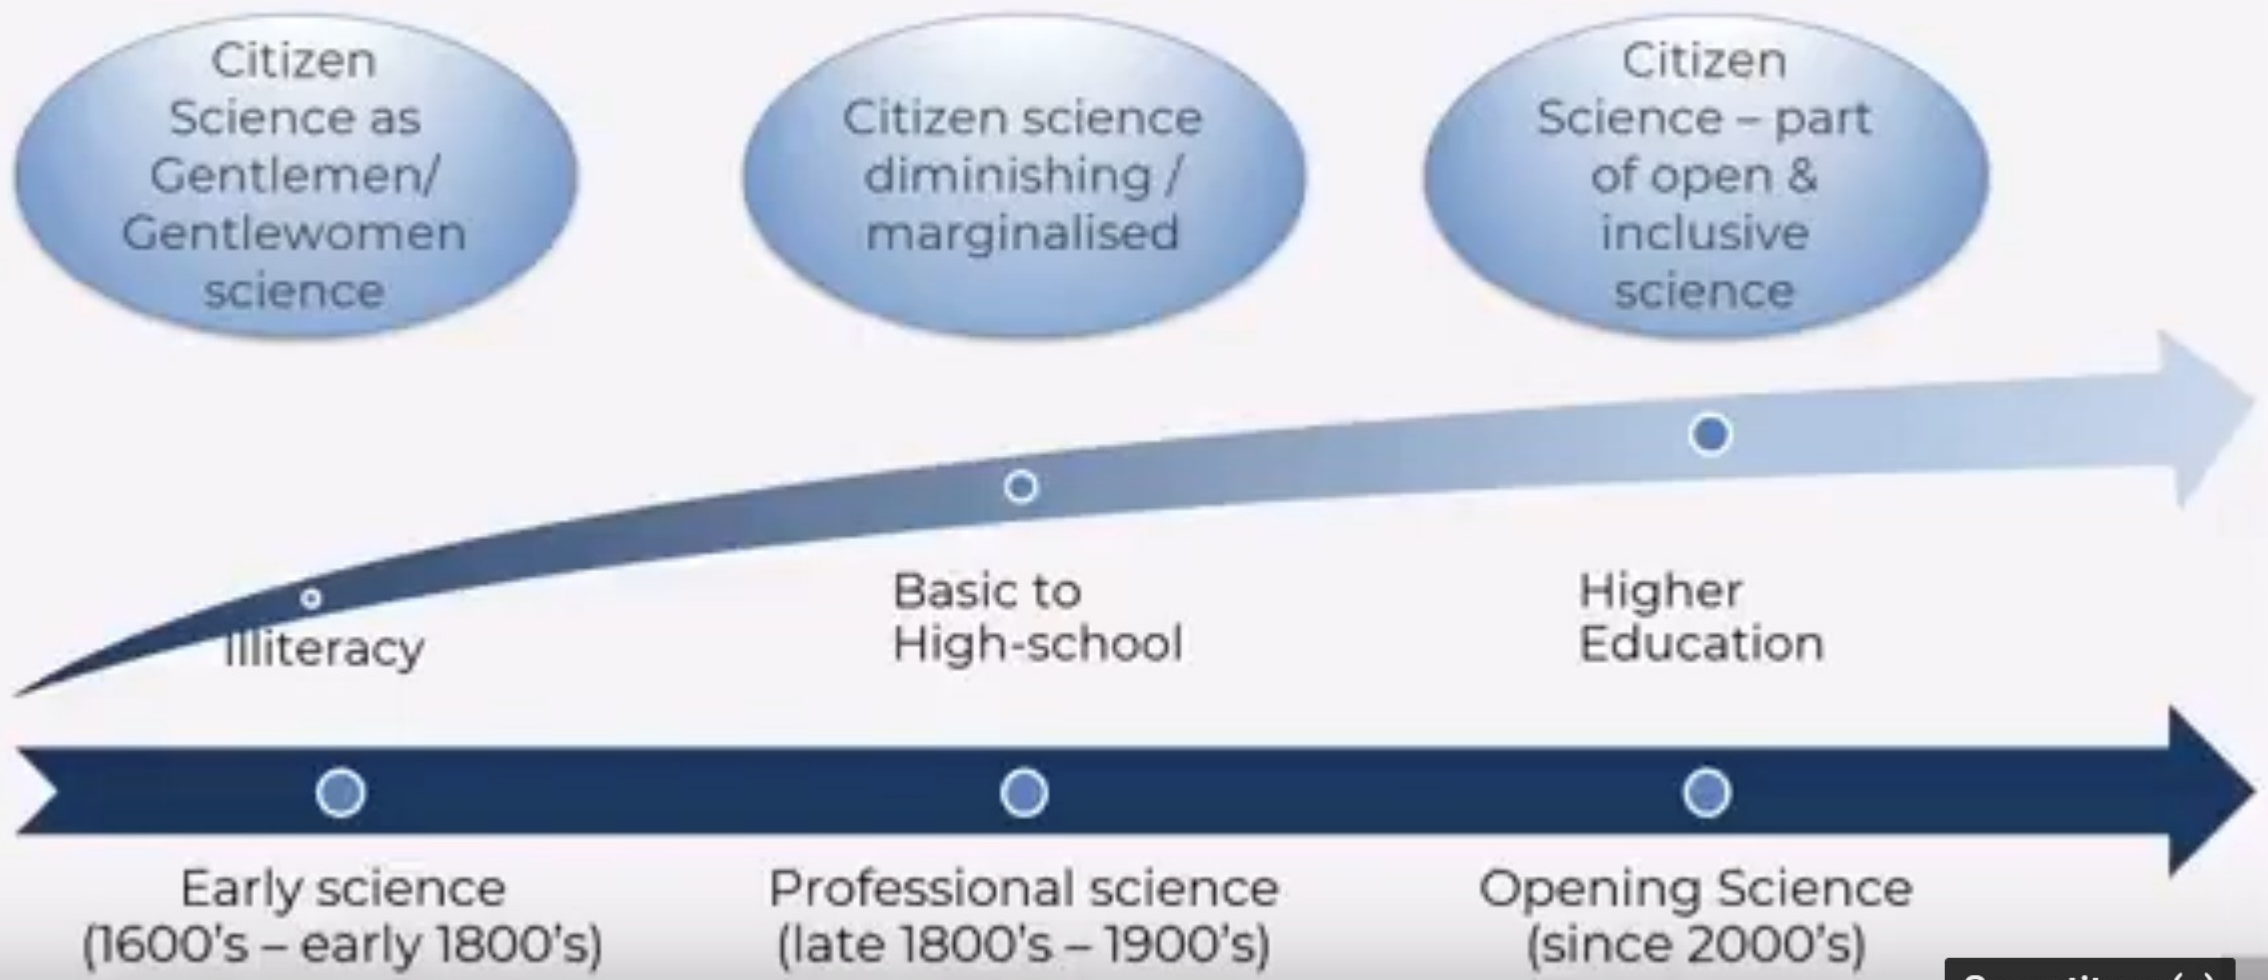 Citizen
Science as
Gentlemen/
Gentlewomen
science
Citizen science
diminishing /
marginalised
Citizen
Science – part
of open &
inclusive
science
Illiteracy
Basic to
High-school
Higher
Education
Early science
(1600's – early 1800's)
Professional science
(late 1800's – 1900's)
Opening Science
(since 2000's)